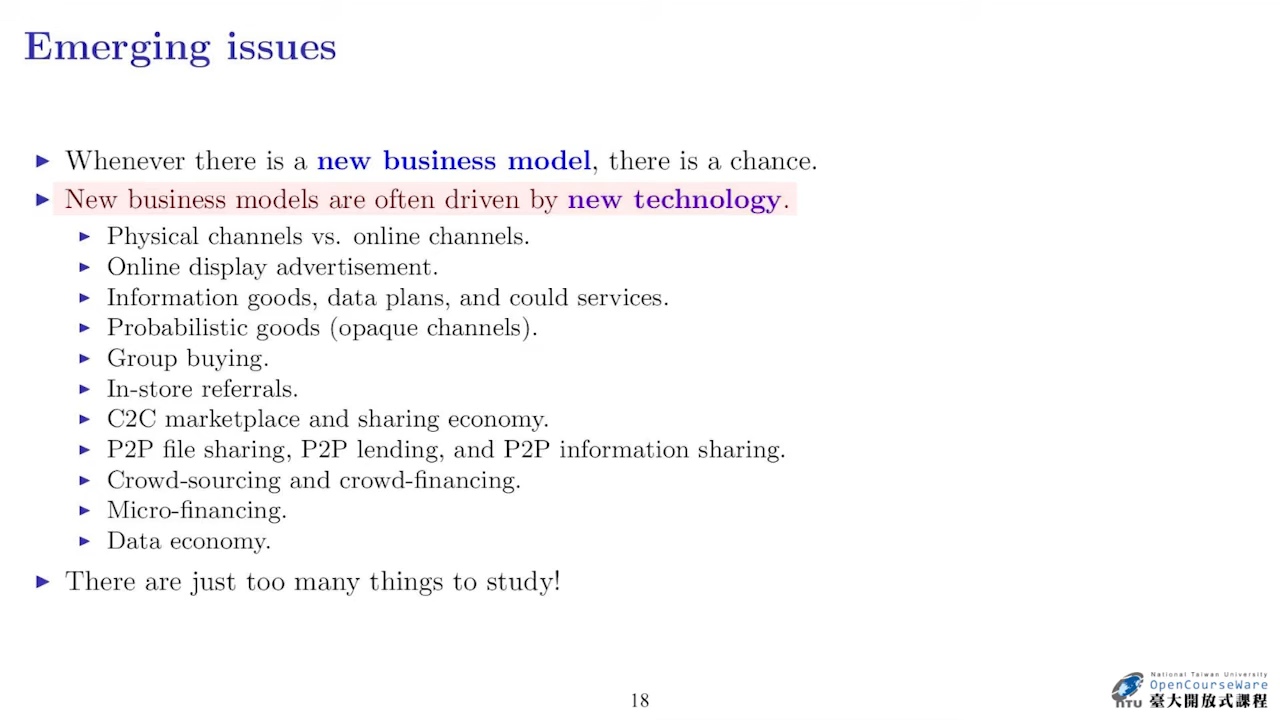 Emerging issues
Whenever there is a new business model, there is a chance.
New business models are often driven by new technology.
Physical channels vs. online channels.
Online display advertisement.
Information goods, data plans, and could services.
Probabilistic goods (opaque channels).
Group buying.
In-store referrals.
C2C marketplace and sharing economy.
P2P file sharing, P2P lending, and P2P information sharing.
Crowd-sourcing and crowd-financing.
Micro-financing.
Data economy.
There are just too many things to study!
18
National Taiwan University
OpenCourseWare
NTU 臺大開放式課程